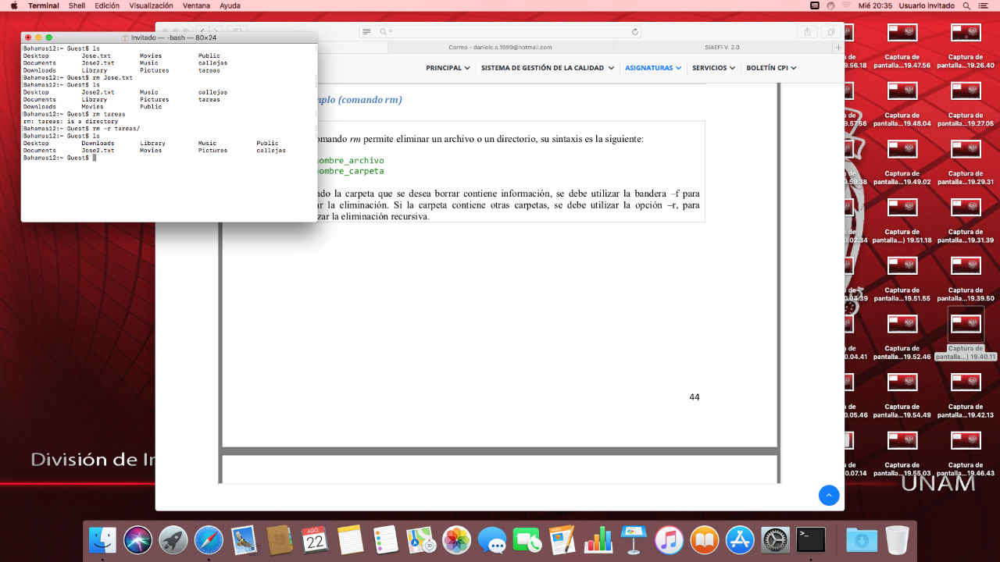 Terminal Shell Edición Visualización Ventana Ayuda
Mié 20:35 Usuario invitado
Invitado — -bash — 80×24
Bahamas12:~ Guest$ ls
Desktop Jose.txt Movies Public
Documents Jose2.txt Music callejas
Downloads Library Pictures tareas
Bahamas12:~ Guest$ rm Jose.txt
Bahamas12:~ Guest$ ls
Desktop Jose2.txt Music callejas
Documents Library Pictures tareas
Downloads Movies Public
Bahamas12:~ Guest$ rm tareas
rm: tareas: is a directory
Bahamas12:~ Guest$ rm -r tareas/
Bahamas12:~ Guest$ ls
Desktop Downloads Library Music Public
Documents Jose2.txt Movies Pictures callejas
Bahamas12:~ Guest$
Correo - danielc.s.1999@hotmail.com
SIAEFI V. 2.0
PRINCIPAL SISTEMA DE GESTIÓN DE LA CALIDAD ASIGNATURAS SERVICIOS BOLETÍN CPI
mplo (comando rm)
omando rm permite eliminar un archivo o un directorio, su sintaxis es la siguiente:
ombre_archivo
ombre_carpeta
ndo la carpeta que se desea borrar contiene información, se debe utilizar la bandera –f para
ar la eliminación. Si la carpeta contiene otras carpetas, se debe utilizar la opción –r, para
zar la eliminación recursiva.
44
a de Captura de Captura de
56.18 pantalla...19.47.56 pantalla...19.26.40
a de Captura de Captura de
57.56 pantalla...19.48.04 pantalla...19.27.15
a de Captura de Captura de
59.38 pantalla...19.49.02 pantalla...19.29.31
a de Captura de Captura de
02.34 pantalla...) 19.51.18 pantalla...19.31.39
a de Captura de Captura de
04.39 pantalla...19.51.55 pantalla...19.39.50
a de Captura de Captura de
0.04.41 pantalla...19.52.46 pantalla...) 19.40.11
a de Captura de Captura de
0.05.46 pantalla...19.54.49 pantalla...19.42.13
a de Captura de Captura de
0.07.14 pantalla...19.55.03 pantalla...19.46.43
División de In
UNAM
AGO.
22